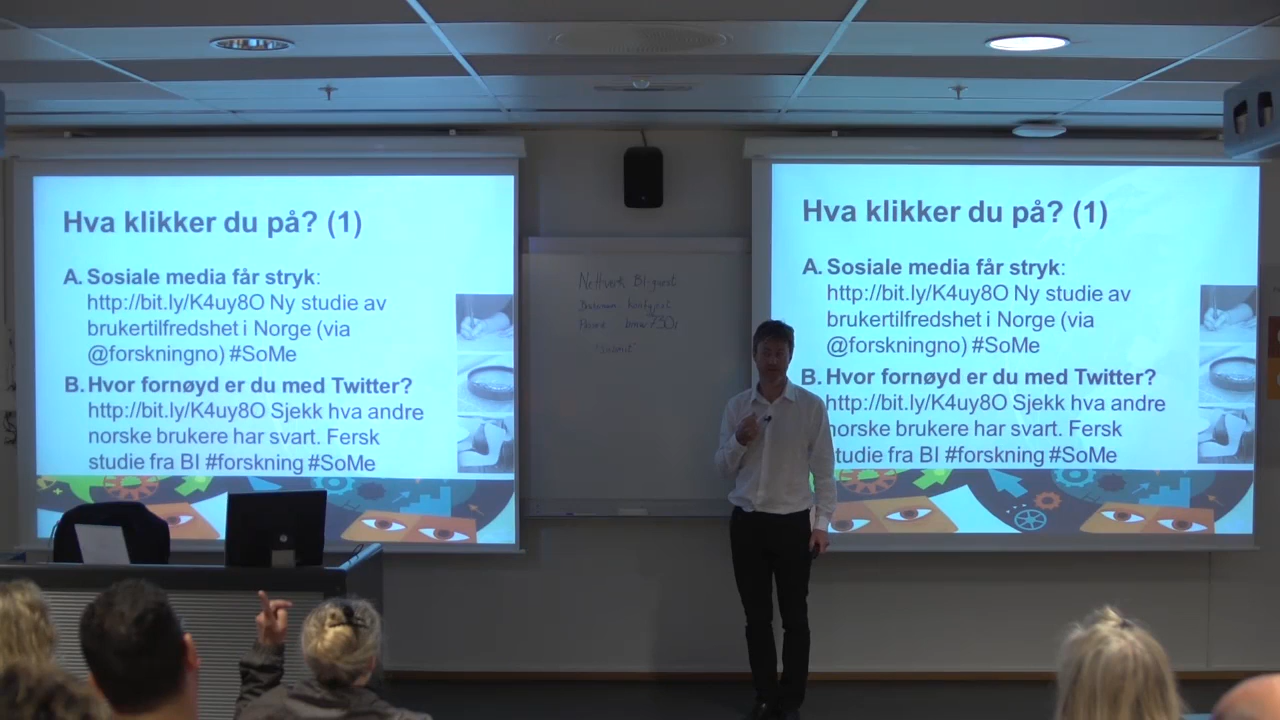 Hva klikker du på? (1)
A. Sosiale media får stryk:
http://bit.ly/K4uy8O Ny studie av
brukertilfredshet i Norge (via
@forskningno) #SoMe
B. Hvor fornøyd er du med Twitter?
http://bit.ly/K4uy8O Sjekk hva andre
norske brukere har svart. Fersk
studie fra BI #forskning #SoMe
Nettverk BI-guest
Hva klikker du på? (1)
A. Sosiale media får stryk:
http://bit.ly/K4uy8O Ny studie av
brukertilfredshet i Norge (via
@forskningno) #SoMe
B. Hvor fornøyd er du med Twitter?
http://bit.ly/K4uy8O Sjekk hva andre
norske brukere har svart. Fersk
studie fra BI #forskning #SoMe